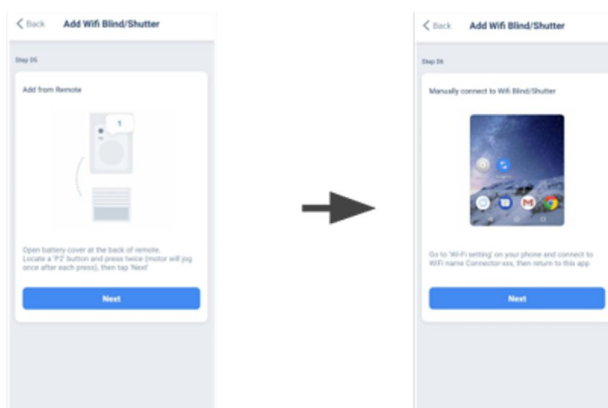 Back Add Wifi Blind/Shutter
Step 05
Add from Remote
1
Open battery cover at the back of remote.
Locate a 'P2' button and press twice (motor will jog
once after each press), then tap 'Next'
Next
Back Add Wifi Blind/Shutter
Step 06
Manually connect to Wifi Blind/Shutter
Go to 'Wi-Fi setting' on your phone and connect to
WiFi name Connector-xxx, then return to this app
Next